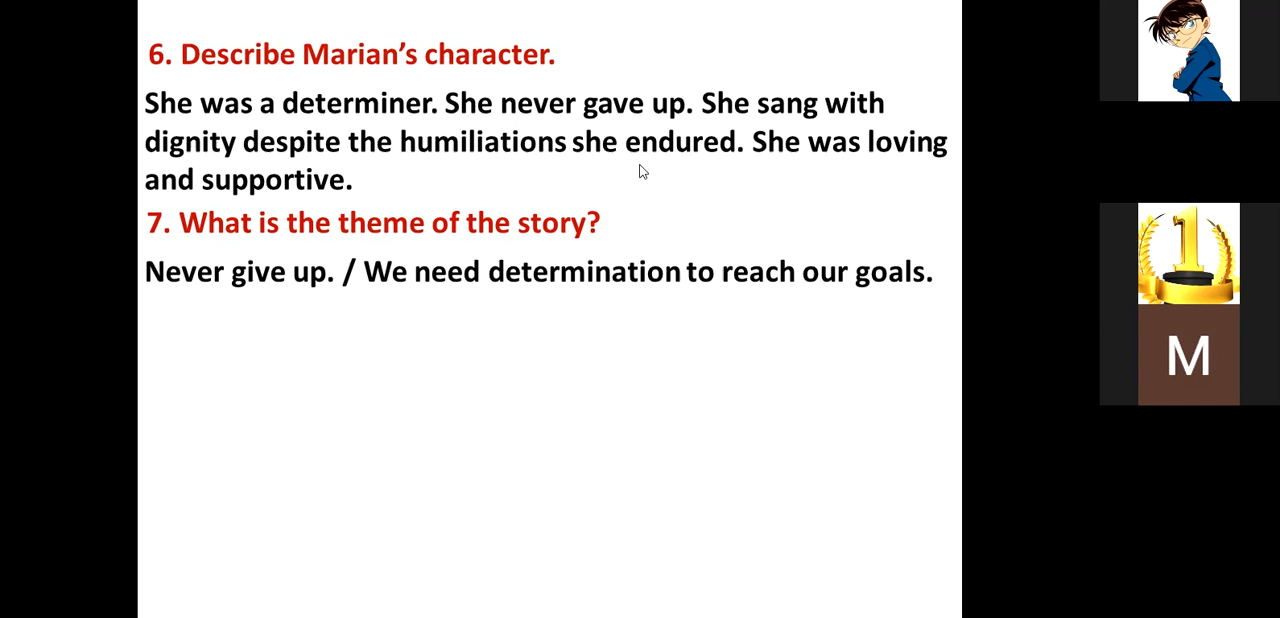 6. Describe Marian’s character.
She was a determiner. She never gave up. She sang with
dignity despite the humiliations she endured. She was loving
and supportive.
7. What is the theme of the story?
Never give up. / We need determination to reach our goals.
1
M